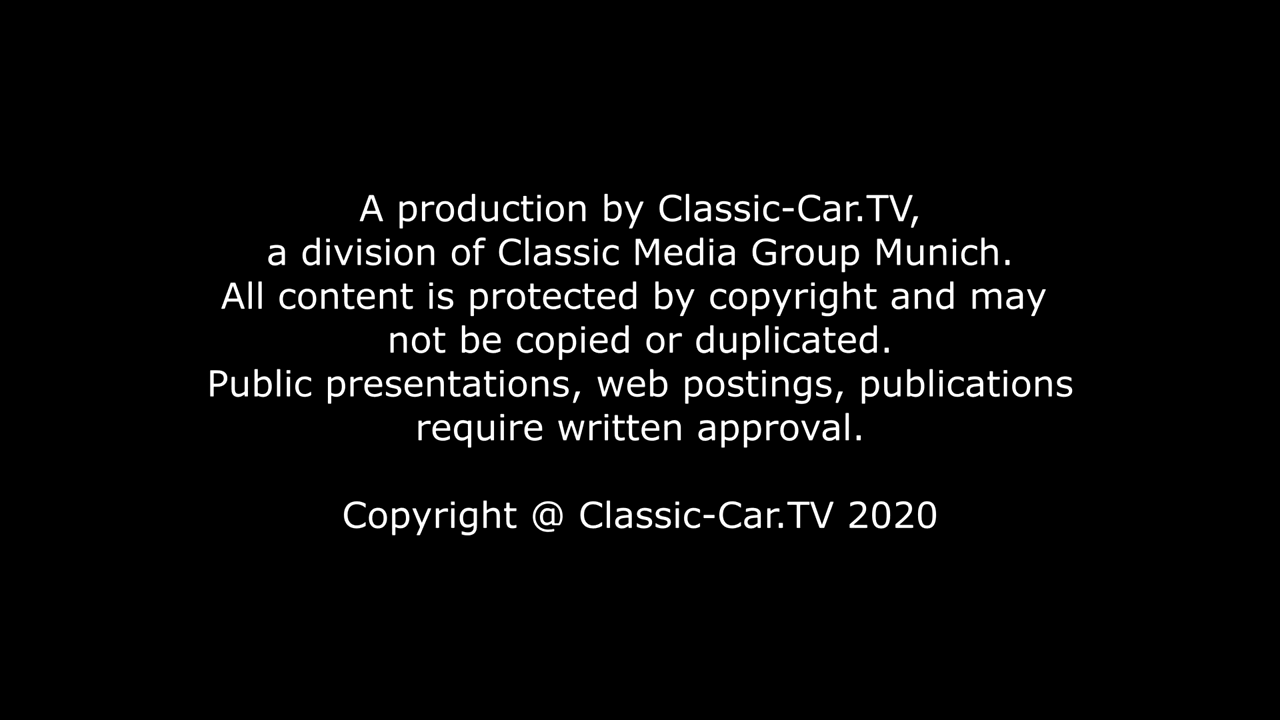 A production by Classic-Car.TV,
a division of Classic Media Group Munich.
All content is protected by copyright and may
not be copied or duplicated.
Public presentations, web postings, publications
require written approval.
Copyright @ Classic-Car.TV 2020